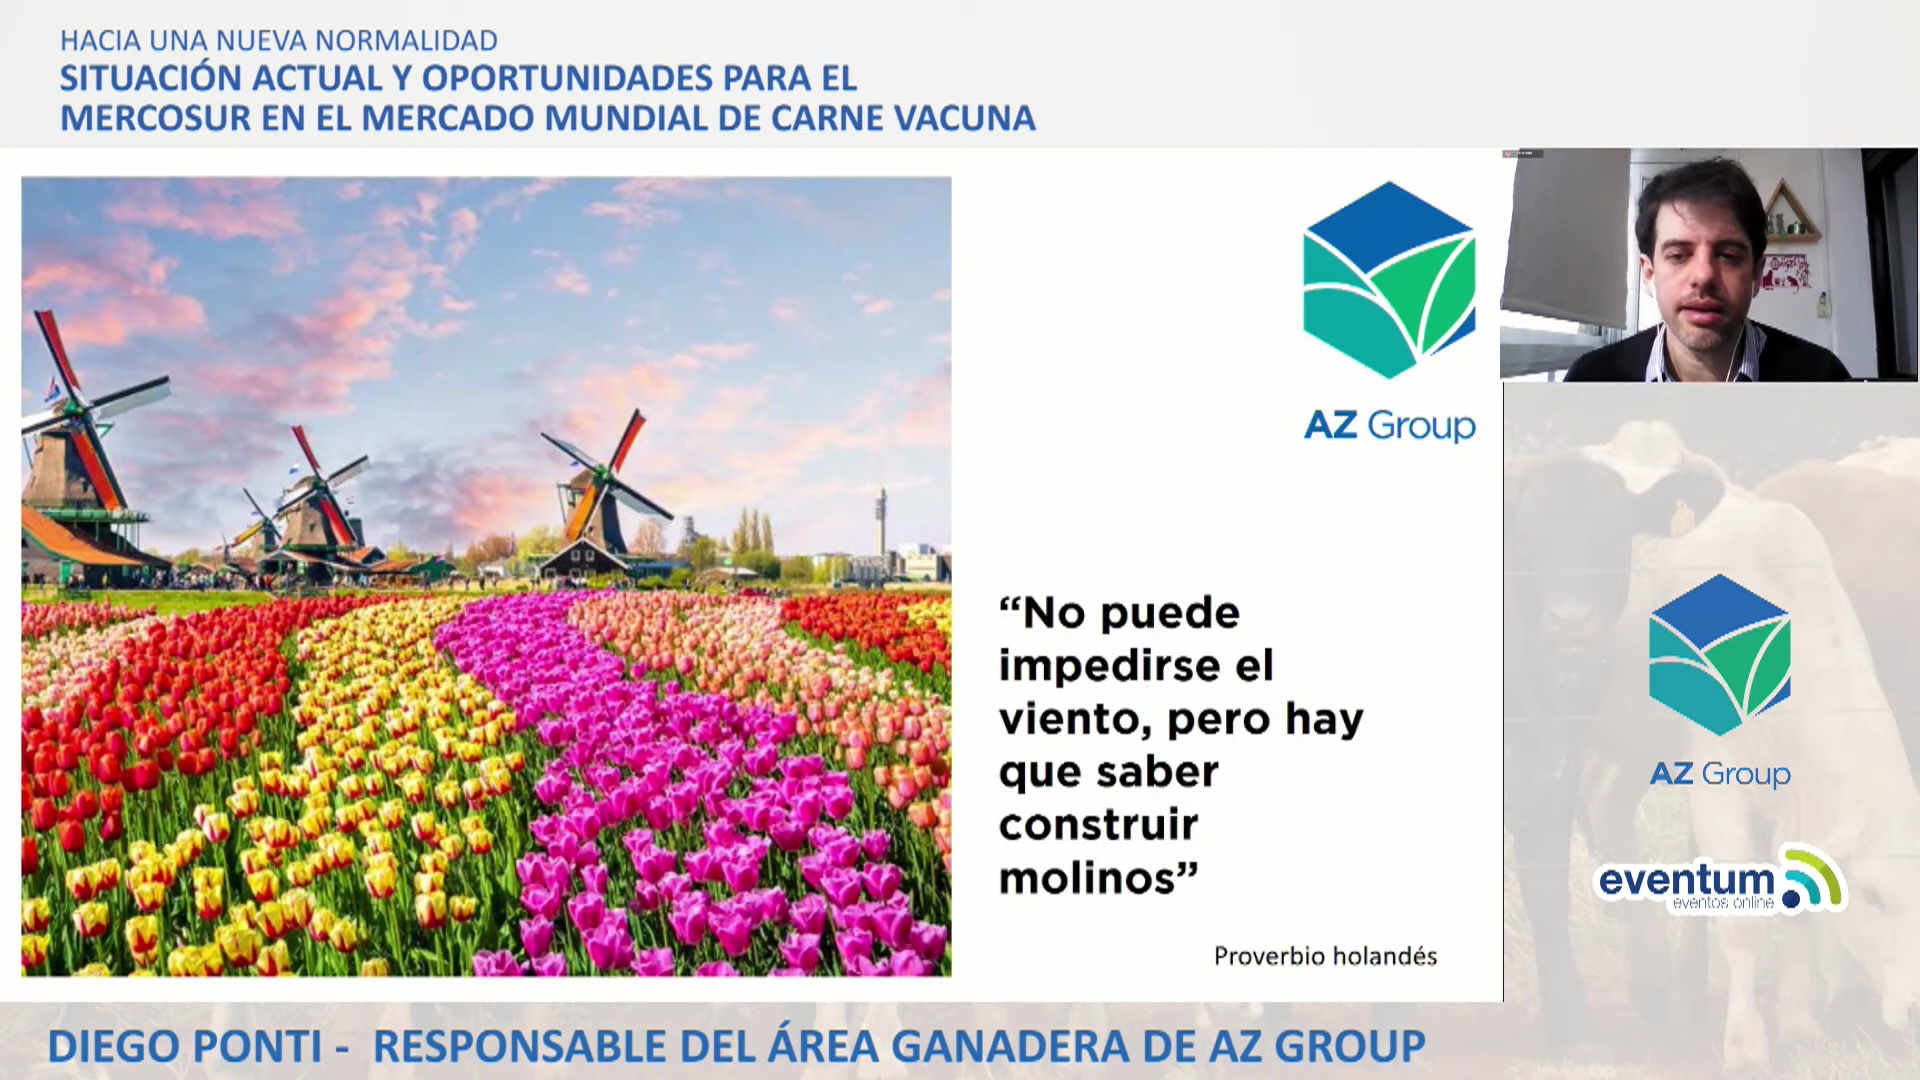 HACIA UNA NUEVA NORMALIDAD
SITUACIÓN ACTUAL Y OPORTUNIDADES PARA EL
MERCOSUR EN EL MERCADO MUNDIAL DE CARNE VACUNA
AZ Group
“No puede
impedirse el
viento, pero hay
que saber
construir
molinos”
Proverbio holandés
AZ Group
eventum
eventos online
DIEGO PONTI - RESPONSABLE DEL ÁREA GANADERA DE AZ GROUP